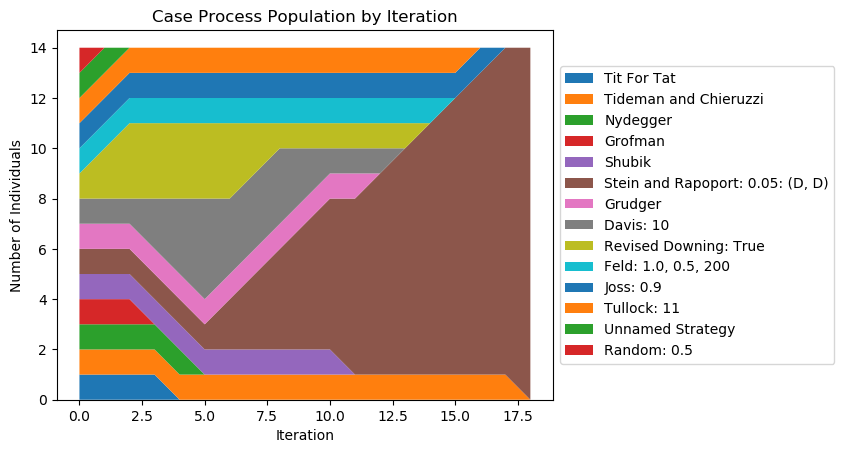 Case Process Population by Iteration
Number of Individuals
14
12
10
8
6
4
2
0
0.0 2.5 5.0 7.5 10.0 12.5 15.0 17.5
Iteration
Tit For Tat
Tideman and Chieruzzi
Nydegger
Grofman
Shubik
Stein and Rapoport: 0.05: (D, D)
Grudger
Davis: 10
Revised Downing: True
Feld: 1.0, 0.5, 200
Joss: 0.9
Tullock: 11
Unnamed Strategy
Random: 0.5